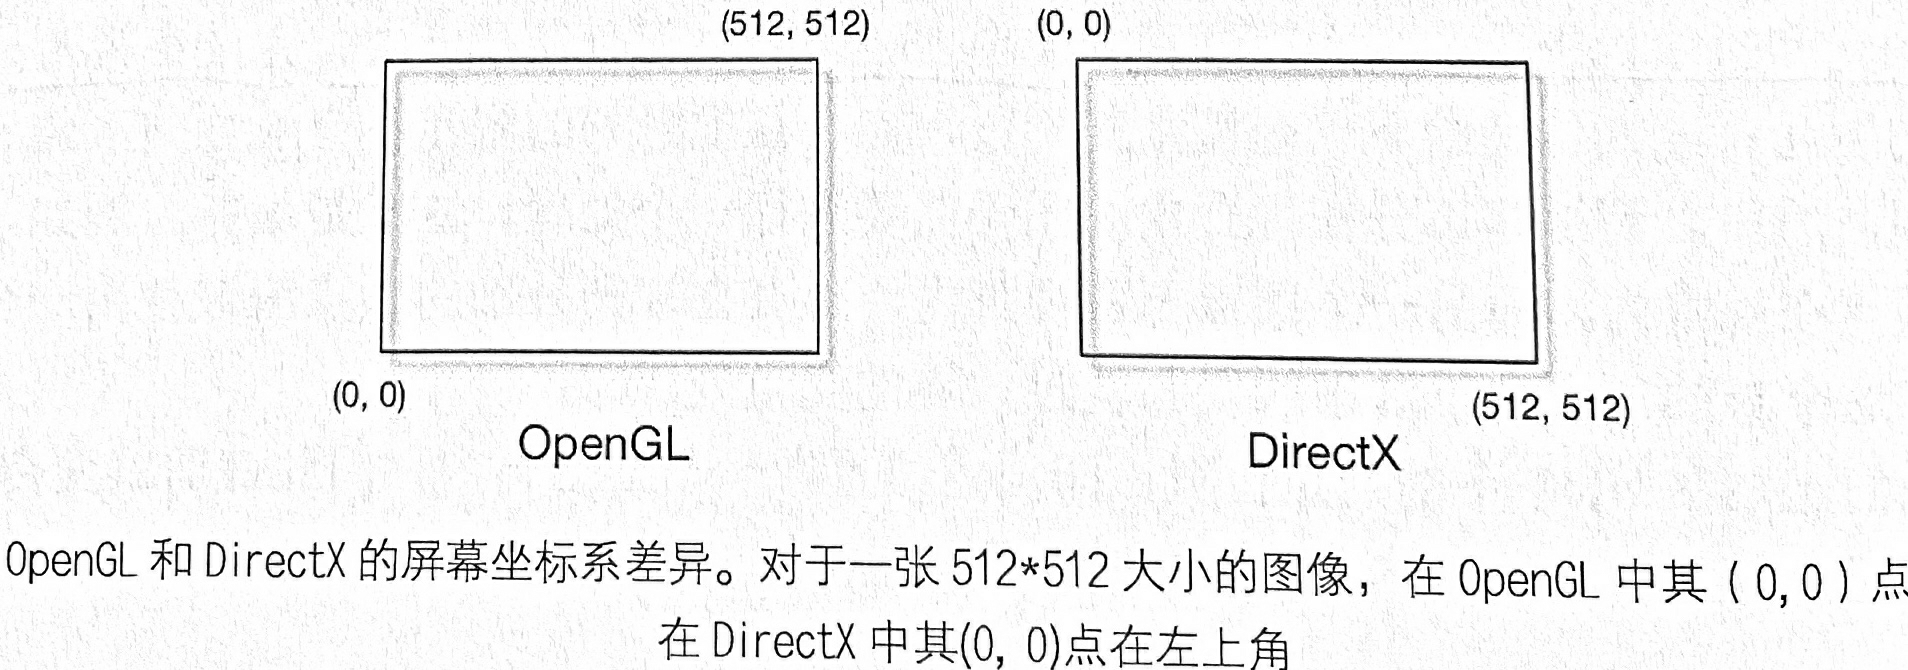 (512, 512)
(0, 0)
(0, 0)
OpenGL
(512, 512)
DirectX
OpenGL 和 DirectX 的屏幕坐标系差异。对于一张 512*512 大小的图像，在 OpenGL 中其（0,0）点
在 DirectX 中其(0, 0)点在左上角